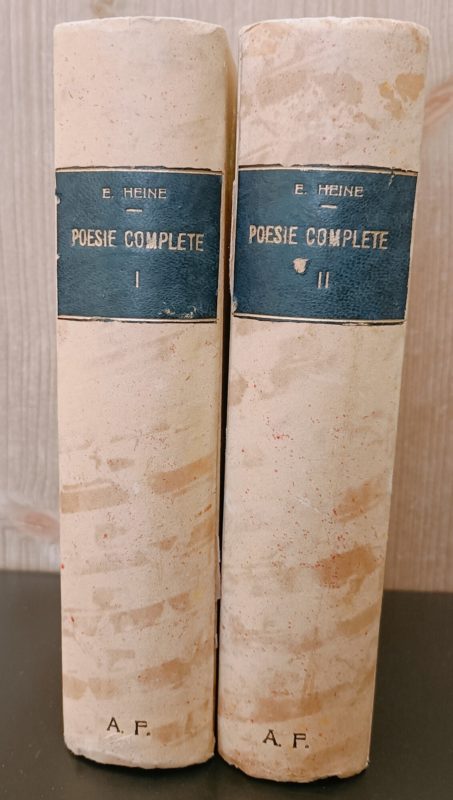 E. HEINE
POESIE COMPLETE
I
A. F.
E. HEINE
POESIE COMPLETE
II
A. F.